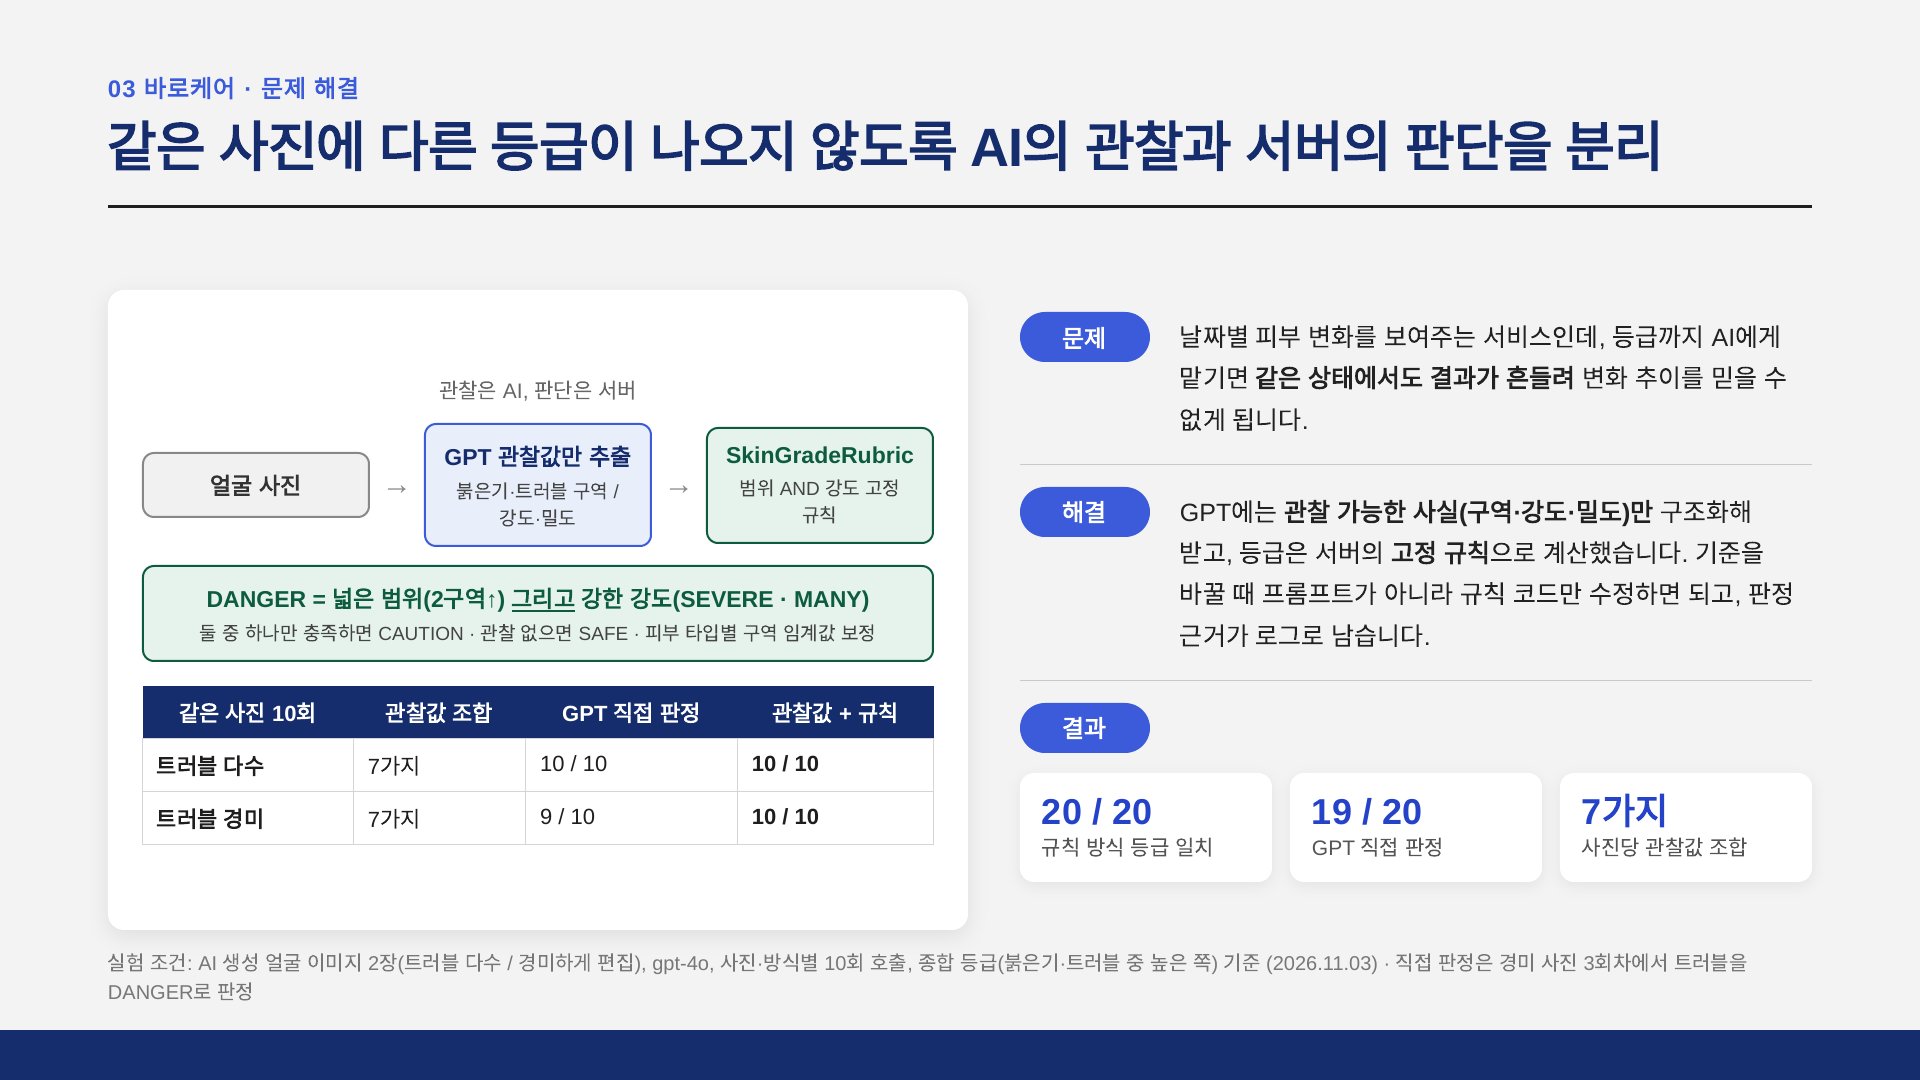 03 바로케어 · 문제 해결
같은 사진에 다른 등급이 나오지 않도록 AI의 관찰과 서버의 판단을 분리
관찰은 AI, 판단은 서버
얼굴 사진
→
GPT 관찰값만 추출
붉은기·트러블 구역 /
강도·밀도
→
SkinGradeRubric
범위 AND 강도 고정
규칙
DANGER = 넓은 범위(2구역↑) 그리고 강한 강도(SEVERE · MANY)
둘 중 하나만 충족하면 CAUTION · 관찰 없으면 SAFE · 피부 타입별 구역 임계값 보정
같은 사진 10회 관찰값 조합 GPT 직접 판정 관찰값 + 규칙
트러블 다수 7가지 10 / 10 10 / 10
트러블 경미 7가지 9 / 10 10 / 10
문제
날짜별 피부 변화를 보여주는 서비스인데, 등급까지 AI에게
맡기면 같은 상태에서도 결과가 흔들려 변화 추이를 믿을 수
없게 됩니다.
해결
GPT에는 관찰 가능한 사실(구역·강도·밀도)만 구조화해
받고, 등급은 서버의 고정 규칙으로 계산했습니다. 기준을
바꿀 때 프롬프트가 아니라 규칙 코드만 수정하면 되고, 판정
근거가 로그로 남습니다.
결과
20 / 20
규칙 방식 등급 일치
19 / 20
GPT 직접 판정
7가지
사진당 관찰값 조합
실험 조건: AI 생성 얼굴 이미지 2장(트러블 다수 / 경미하게 편집), gpt-4o, 사진·방식별 10회 호출, 종합 등급(붉은기·트러블 중 높은 쪽) 기준 (2026.11.03) · 직접 판정은 경미 사진 3회차에서 트러블을
DANGER로 판정